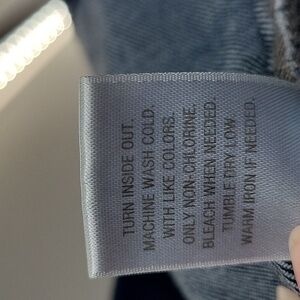 TURN INSIDE OUT.
MACHINE WASH COLD.
WITH LIKE COLORS.
ONLY NON-CHLORINE.
BLEACH WHEN NEEDED.
TUMBLE DRY LOW
WARM IRON IF NEEDED.